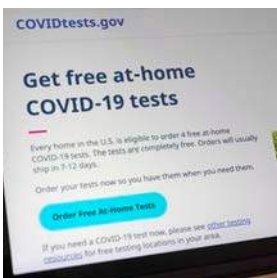 COVIDtests.gov
Get free at-home
COVID-19 tests
Every home in the U.S. is eligible to order 4 free at-home
COVID-19 tests. The tests are completely free. Orders will usually
ship in 7-12 days.
Order your tests now so you have them when you need them.
Order Free At-Home Tests
If you need a COVID-19 test now, please see other testing
resources for free testing locations in your area.